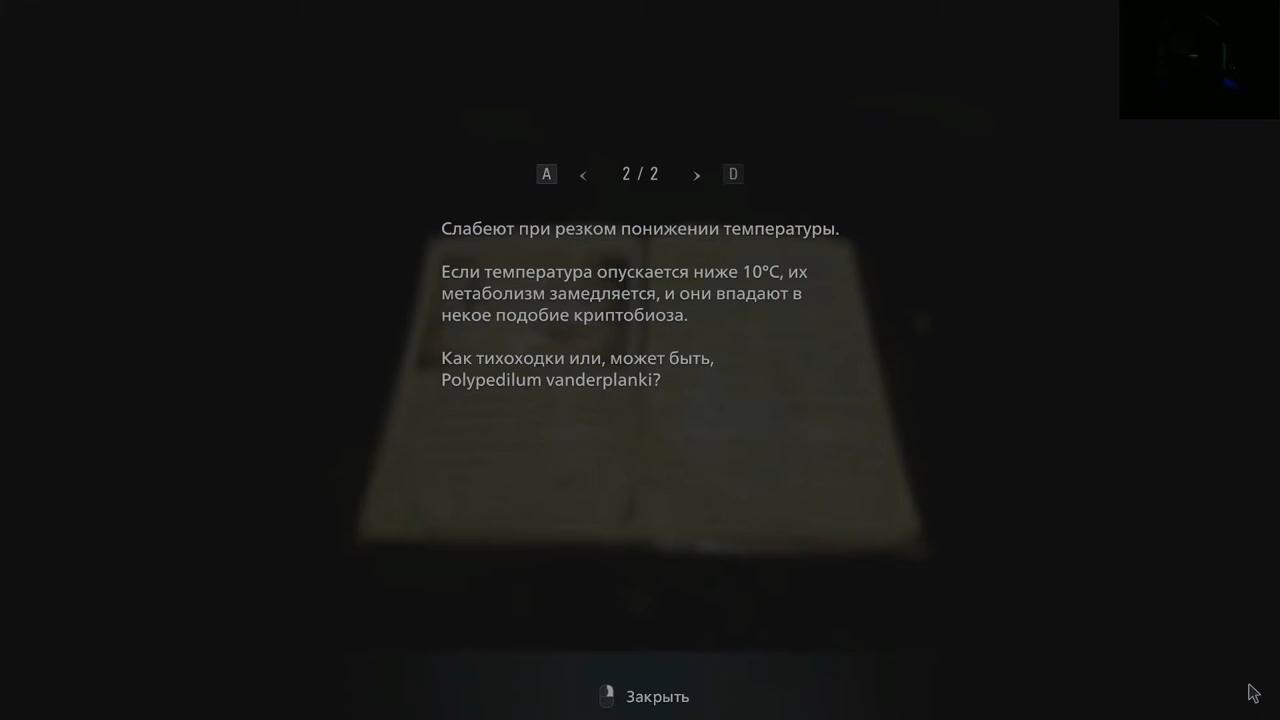 A < 2 / 2 > D
Слабеют при резком понижении температуры.
Если температура опускается ниже 10°C, их
метаболизм замедляется, и они впадают в
некое подобие криптобиоза.
Как тихоходки или, может быть,
Polypedilum vanderplanki?
Закрыть